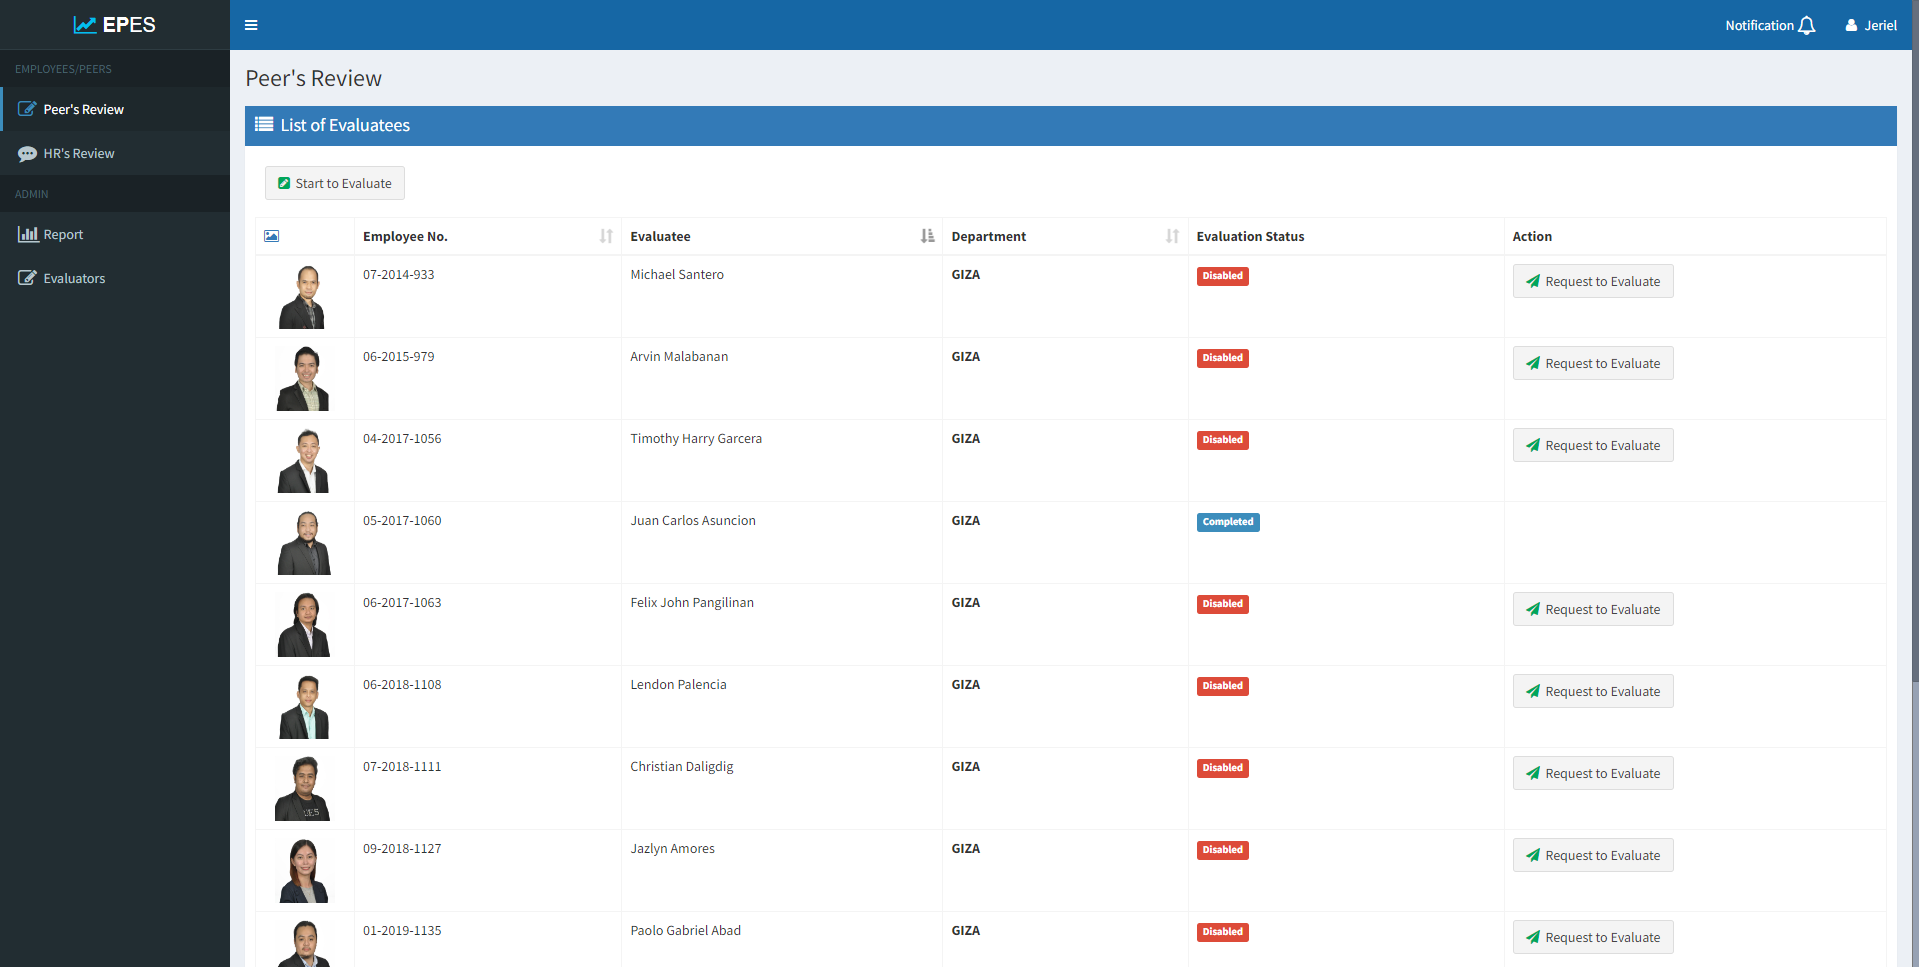 EPES
Notification
Jeriel
EMPLOYEES/PEERS
Peer's Review
HR's Review
ADMIN
Report
Evaluators
Peer's Review
List of Evaluatees
Start to Evaluate
Employee No. Evaluatee Department Evaluation Status Action
07-2014-933 Michael Santero GIZA Disabled Request to Evaluate
06-2015-979 Arvin Malabanan GIZA Disabled Request to Evaluate
04-2017-1056 Timothy Harry Garcera GIZA Disabled Request to Evaluate
05-2017-1060 Juan Carlos Asuncion GIZA Completed
06-2017-1063 Felix John Pangilinan GIZA Disabled Request to Evaluate
06-2018-1108 Lendon Palencia GIZA Disabled Request to Evaluate
07-2018-1111 Christian Daligdig GIZA Disabled Request to Evaluate
09-2018-1127 Jazlyn Amores GIZA Disabled Request to Evaluate
01-2019-1135 Paolo Gabriel Abad GIZA Disabled Request to Evaluate